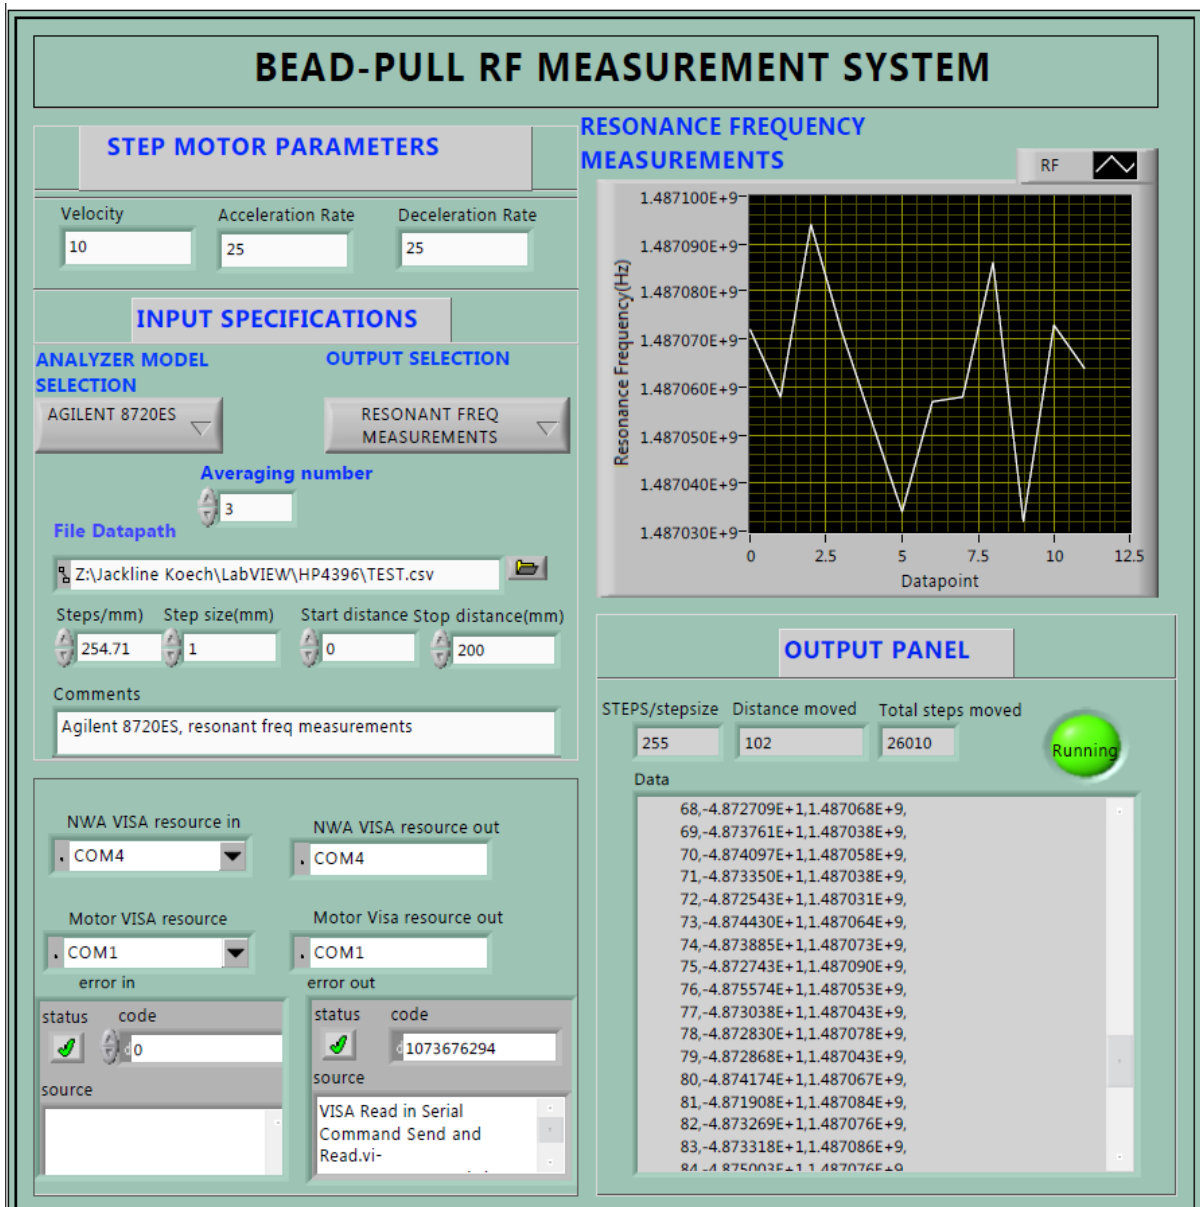 BEAD-PULL RF MEASUREMENT SYSTEM
STEP MOTOR PARAMETERS
Velocity Acceleration Rate Deceleration Rate
10 25 25
INPUT SPECIFICATIONS
ANALYZER MODEL
SELECTION
OUTPUT SELECTION
AGILENT 8720ES
RESONANT FREQ
MEASUREMENTS
Averaging number
3
File Datapath
Z:\Jackline Koech\LabVIEW\HP4396\TEST.csv
Steps/mm) Step size(mm) Start distance Stop distance(mm)
254.71 1 0 200
Comments
Agilent 8720ES, resonant freq measurements
NWA VISA resource in NWA VISA resource out
COM4 COM4
Motor VISA resource Motor Visa resource out
COM1 COM1
error in error out
status code status code
d0 d1073676294
source source
VISA Read in Serial
Command Send and
Read.vi-
RESONANCE FREQUENCY
MEASUREMENTS
RF
Resonance Frequency(Hz)
1.487100E+9
1.487090E+9
1.487080E+9
1.487070E+9
1.487060E+9
1.487050E+9
1.487040E+9
1.487030E+9
0 2.5 5 7.5 10 12.5
Datapoint
OUTPUT PANEL
STEPS/stepsize Distance moved Total steps moved
255 102 26010
Running
Data
68,-4.872709E+1,1.487068E+9,
69,-4.873761E+1,1.487038E+9,
70,-4.874097E+1,1.487058E+9,
71,-4.873350E+1,1.487038E+9,
72,-4.872543E+1,1.487031E+9,
73,-4.874430E+1,1.487064E+9,
74,-4.873885E+1,1.487073E+9,
75,-4.872743E+1,1.487090E+9,
76,-4.875574E+1,1.487053E+9,
77,-4.873038E+1,1.487043E+9,
78,-4.872830E+1,1.487078E+9,
79,-4.872868E+1,1.487043E+9,
80,-4.874174E+1,1.487067E+9,
81,-4.871908E+1,1.487084E+9,
82,-4.873269E+1,1.487076E+9,
83,-4.873318E+1,1.487086E+9,
84,-4.875003E+1,1.487076E+9